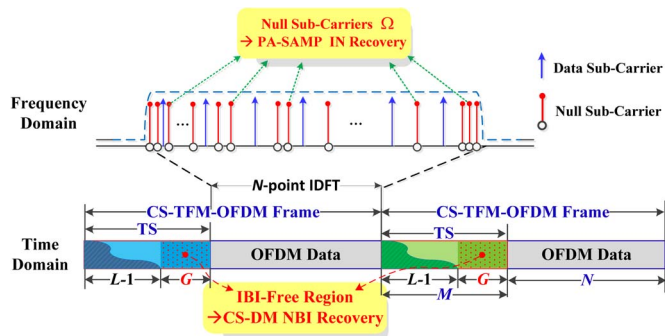 Null Sub-Carriers Ω
→ PA-SAMP IN Recovery
Data Sub-Carrier
Frequency
Domain
... ... ...
Null Sub-Carrier
N-point IDFT
CS-TFM-OFDM Frame CS-TFM-OFDM Frame
TS TS
Time
Domain
OFDM Data OFDM Data
L-1 G L-1 G N
M
IBI-Free Region
→CS-DM NBI Recovery